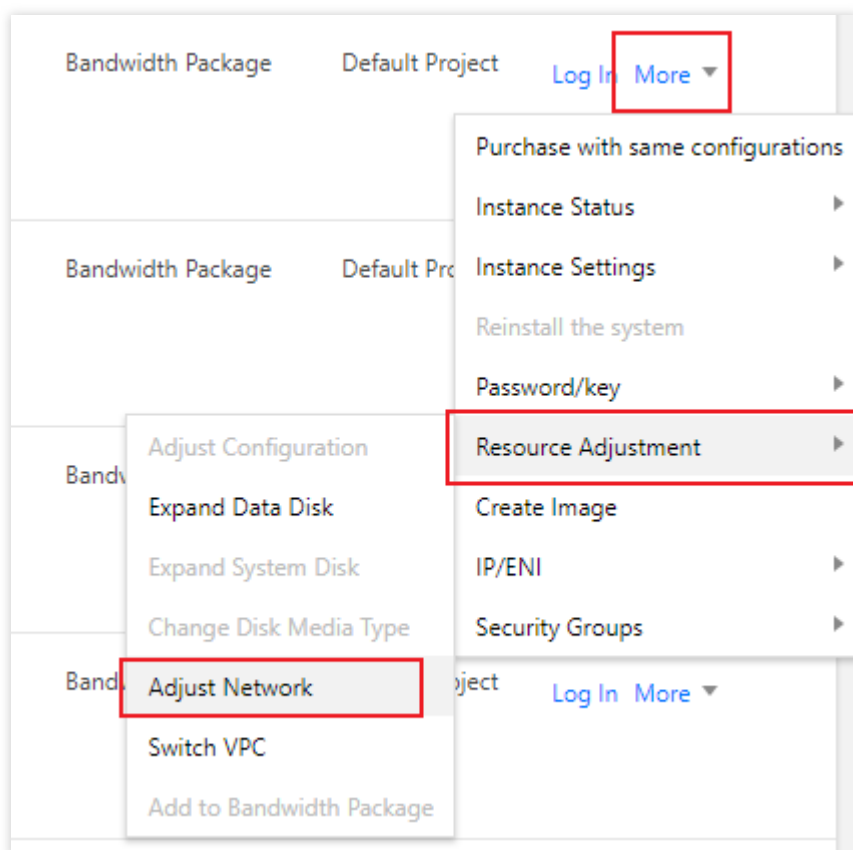 Bandwidth Package Default Project Log In More
Purchase with same configurations
Instance Status
Bandwidth Package Default Pro
Instance Settings
Reinstall the system
Password/key
Resource Adjustment
Create Image
IP/ENI
Security Groups
Bandw
Adjust Configuration
Expand Data Disk
Expand System Disk
Change Disk Media Type
Adjust Network
Switch VPC
Add to Bandwidth Package
Band oject Log In More